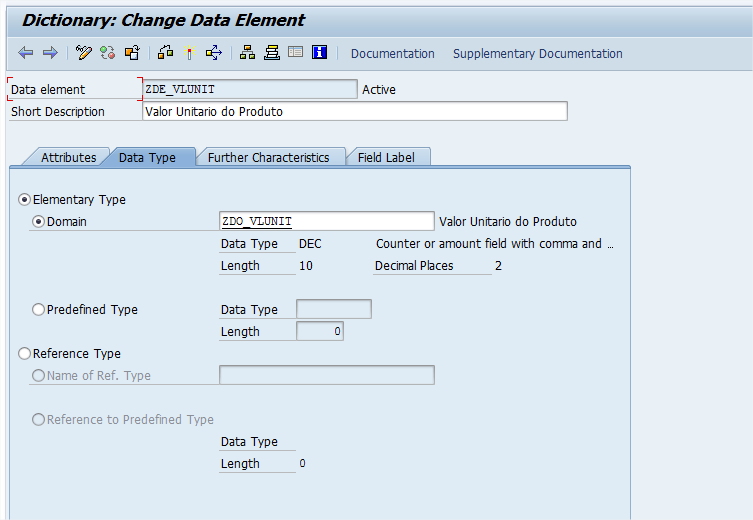 Dictionary: Change Data Element
Documentation Supplementary Documentation
Data element ZDE_VLUNIT Active
Short Description Valor Unitario do Produto
Attributes Data Type Further Characteristics Field Label
Elementary Type
Domain ZDO_VLUNIT Valor Unitario do Produto
Data Type DEC Counter or amount field with comma and ...
Length 10 Decimal Places 2
Predefined Type Data Type
Length 0
Reference Type
Name of Ref. Type
Reference to Predefined Type
Data Type
Length 0